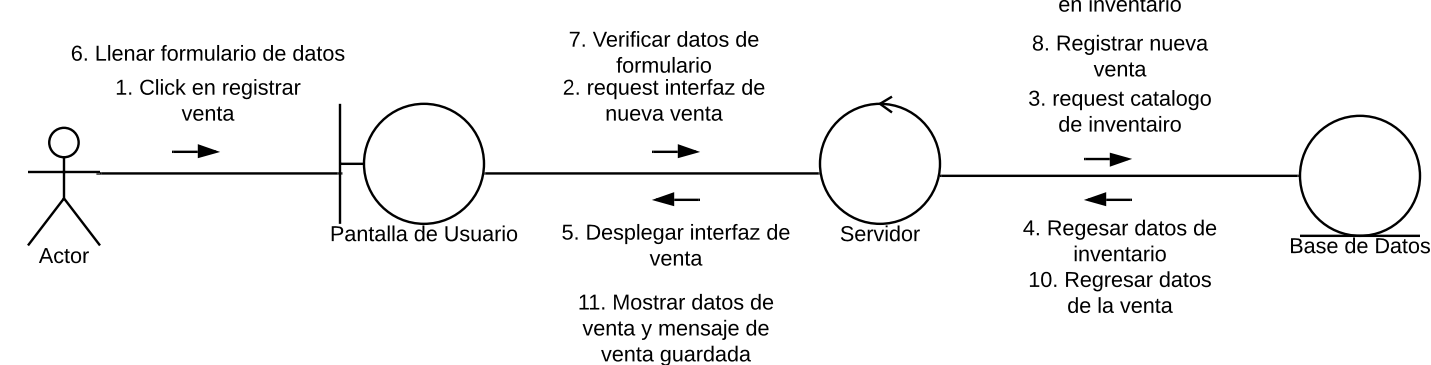 en inventario
6. Llenar formulario de datos
1. Click en registrar
venta
7. Verificar datos de
formulario
2. request interfaz de
nueva venta
8. Registrar nueva
venta
3. request catalogo
de inventairo
Actor
Pantalla de Usuario
5. Desplegar interfaz de
venta
11. Mostrar datos de
venta y mensaje de
venta guardada
Servidor
4. Regesar datos de
inventario
10. Regresar datos
de la venta
Base de Datos